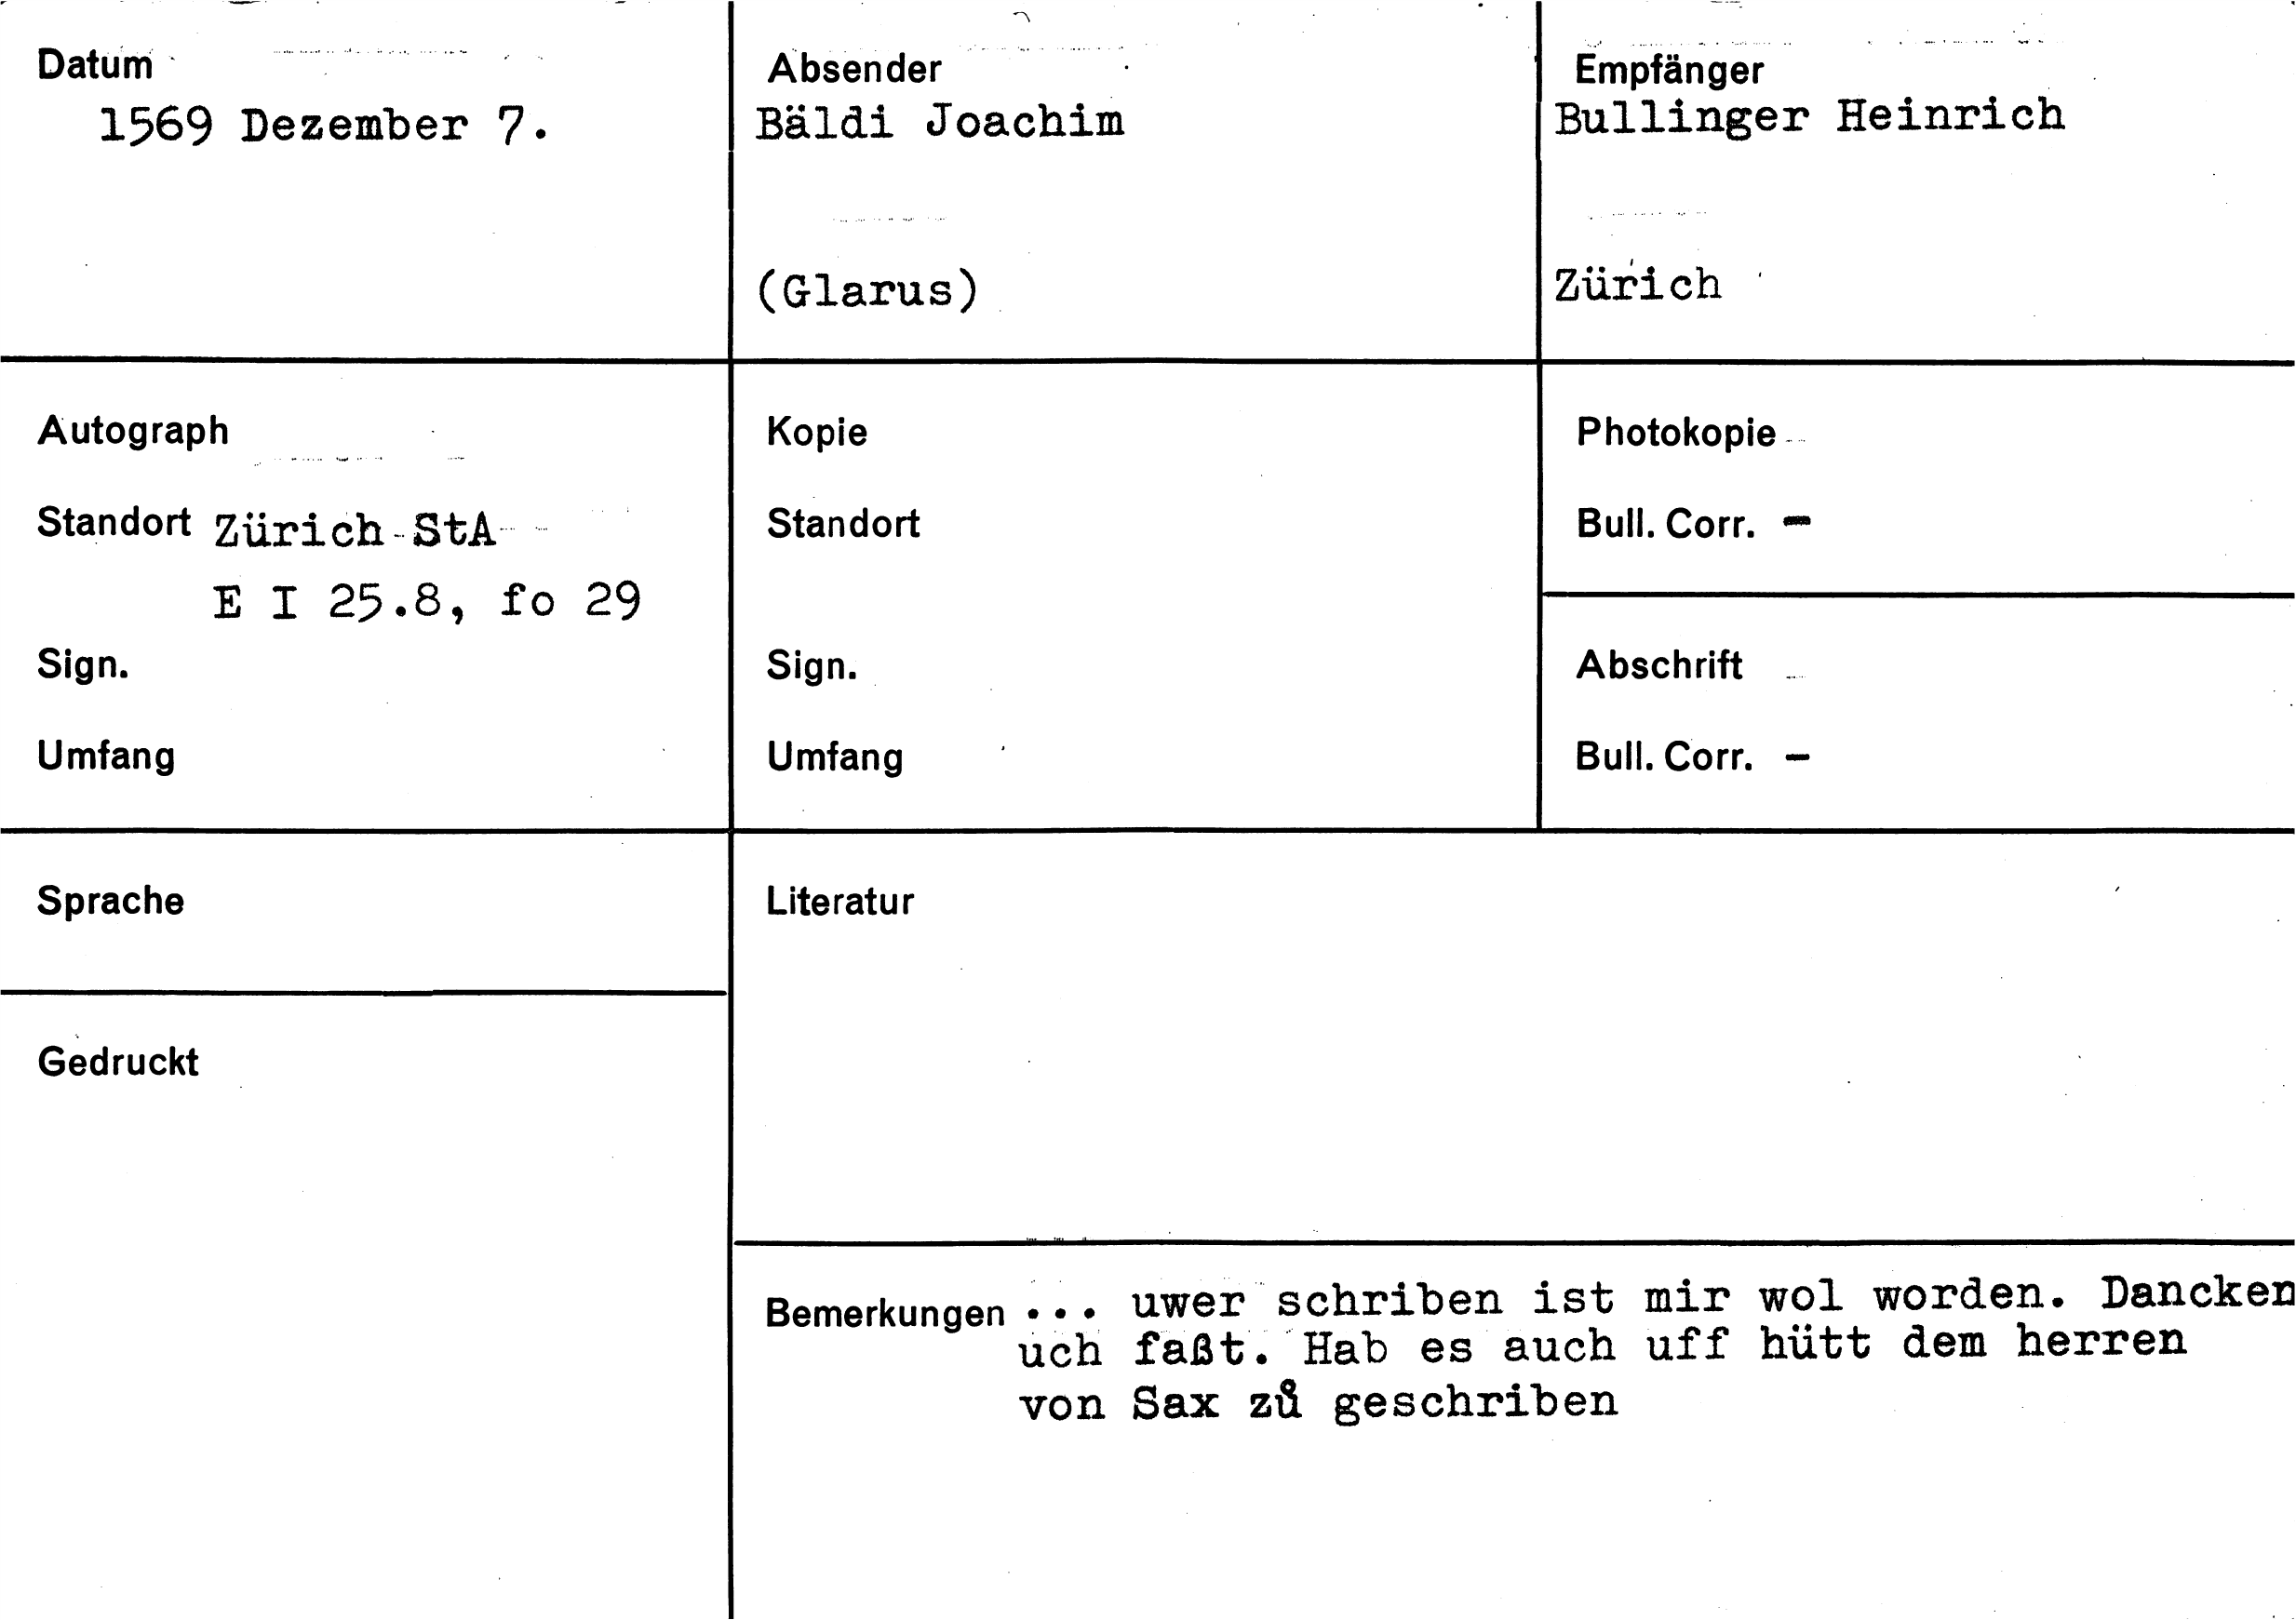 Datum
1569 Dezember 7.
Absender
Bäldi Joachim
(Glarus)
Empfänger
Bullinger Heinrich
Zürich
Autograph
Standort Zürich StA
E I 25.8, fo 29
Sign.
Umfang
Kopie
Standort
Sign.
Umfang
Photokopie
Bull. Corr. -
Abschrift
Bull. Corr. -
Sprache
Gedruckt
Literatur
Bemerkungen ... uwer schriben ist mir wol worden. Dancken
üch faßt. Hab es auch uff hütt dem herren
von Sax zů geschriben